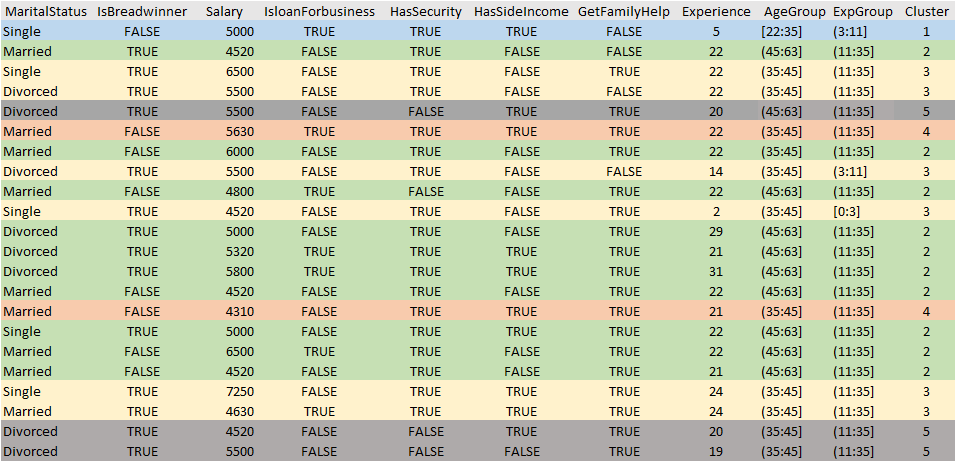 MaritalStatus IsBreadwinner Salary IsloanForbusiness HasSecurity HasSideIncome GetFamilyHelp Experience AgeGroup ExpGroup Cluster
Single FALSE 5000 TRUE TRUE TRUE FALSE 5 [22:35] (3:11] 1
Married TRUE 4520 FALSE TRUE FALSE FALSE 22 (45:63] (11:35] 2
Single TRUE 6500 FALSE TRUE FALSE TRUE 22 (35:45] (11:35] 3
Divorced TRUE 5500 FALSE TRUE FALSE FALSE 22 (35:45] (11:35] 3
Divorced TRUE 5500 FALSE FALSE TRUE TRUE 20 (45:63] (11:35] 5
Married FALSE 5630 TRUE TRUE TRUE TRUE 22 (35:45] (11:35] 4
Married FALSE 6000 FALSE TRUE FALSE TRUE 22 (45:63] (11:35] 2
Divorced TRUE 5500 FALSE TRUE FALSE FALSE 14 (35:45] (3:11] 3
Married FALSE 4800 TRUE FALSE FALSE TRUE 22 (45:63] (11:35] 2
Single TRUE 4520 FALSE TRUE FALSE TRUE 2 (35:45] [0:3] 3
Divorced TRUE 5000 FALSE TRUE FALSE TRUE 29 (45:63] (11:35] 2
Divorced TRUE 5320 TRUE TRUE TRUE TRUE 21 (45:63] (11:35] 2
Divorced TRUE 5800 TRUE TRUE FALSE TRUE 31 (45:63] (11:35] 2
Married FALSE 4520 FALSE TRUE FALSE TRUE 22 (45:63] (11:35] 2
Married FALSE 4310 FALSE TRUE TRUE TRUE 21 (35:45] (11:35] 4
Single TRUE 5000 FALSE TRUE TRUE TRUE 22 (45:63] (11:35] 2
Married FALSE 6500 TRUE TRUE FALSE TRUE 22 (45:63] (11:35] 2
Married FALSE 4520 FALSE TRUE FALSE TRUE 21 (45:63] (11:35] 2
Single TRUE 7250 FALSE TRUE TRUE TRUE 24 (35:45] (11:35] 3
Married TRUE 4630 TRUE TRUE FALSE TRUE 24 (35:45] (11:35] 3
Divorced TRUE 4520 FALSE FALSE TRUE TRUE 20 (35:45] (11:35] 5
Divorced TRUE 5500 FALSE FALSE FALSE TRUE 19 (35:45] (11:35] 5